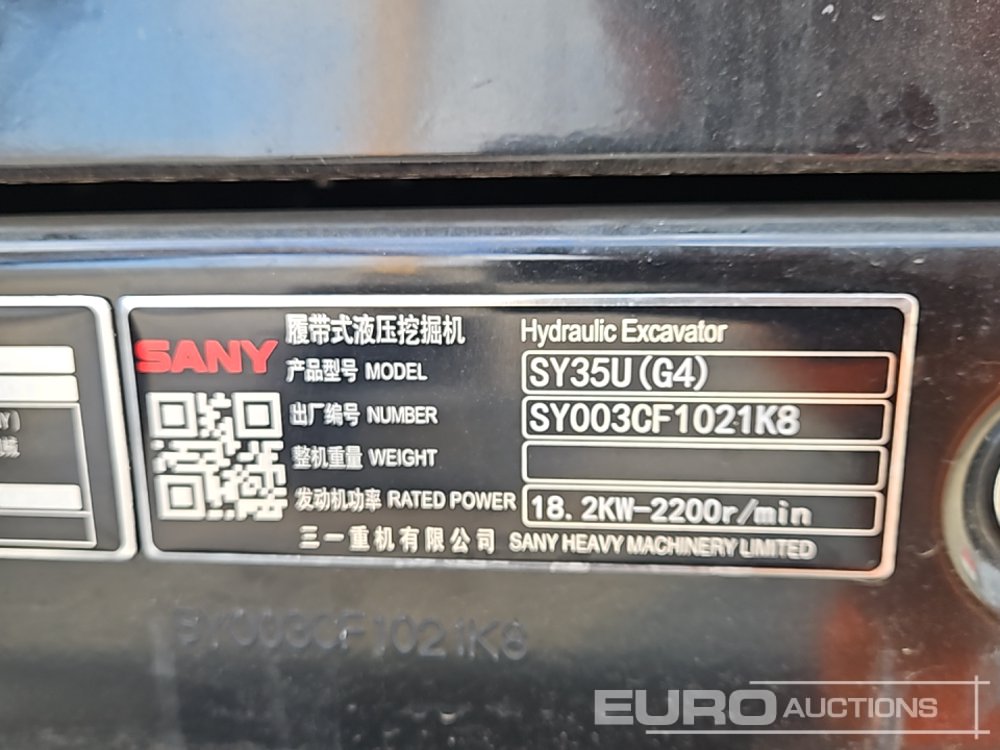 SANY
履带式液压挖掘机 Hydraulic Excavator
产品型号 MODEL SY35U(G4)
出厂编号 NUMBER SY003CF1021K8
整机重量 WEIGHT
发动机功率 RATED POWER 18.2KW-2200r/min
三一重机有限公司 SANY HEAVY MACHINERY LIMITED
SY003CF1021K8
EURO AUCTIONS